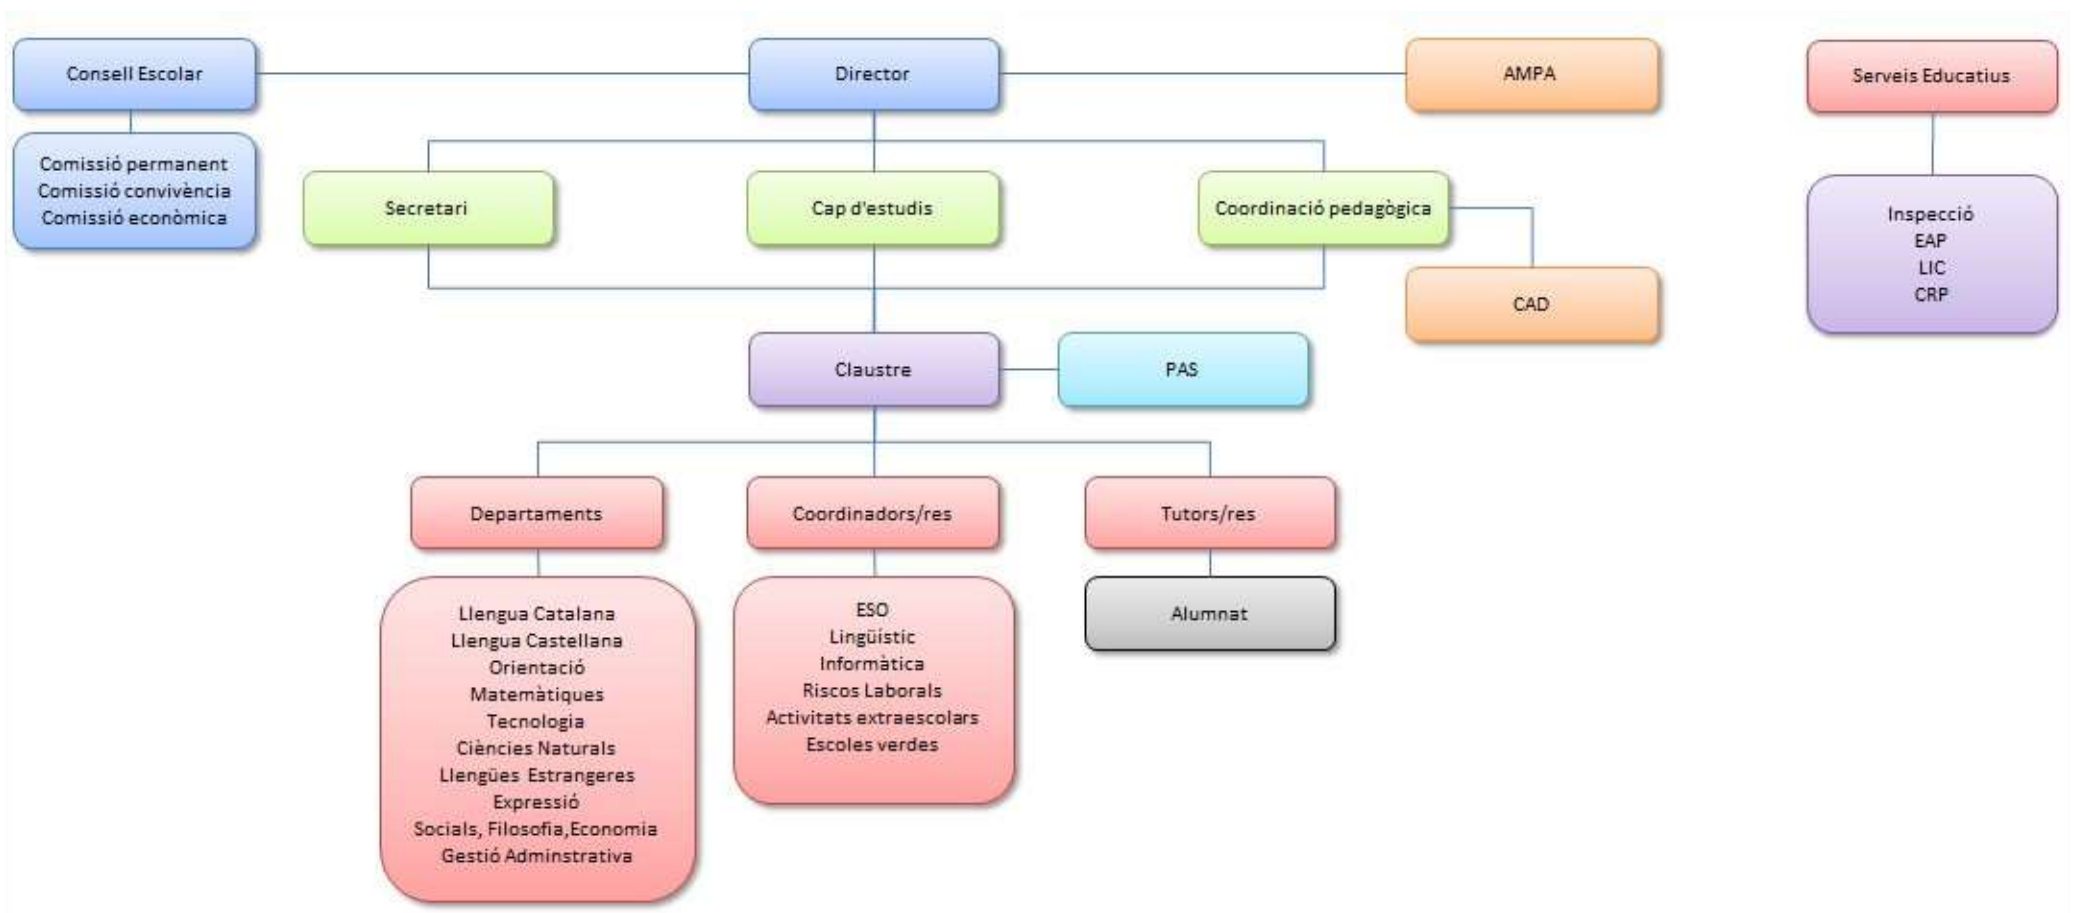 Consell Escolar
Director
AMPA
Serveis Educatius
Comissió permanent
Comissió convivència
Comissió econòmica
Secretari
Cap d'estudis
Coordinació pedagògica
Inspecció
EAP
LIC
CRP
CAD
Claustre
PAS
Departaments
Coordinadors/res
Tutors/res
Llengua Catalana
Llengua Castellana
Orientació
Matemàtiques
Tecnologia
Ciències Naturals
Llengües Estrangeres
Expressió
Socials, Filosofia,Economia
Gestió Adminstrativa
ESO
Lingüístic
Informàtica
Riscos Laborals
Activitats extraescolars
Escoles verdes
Alumnat